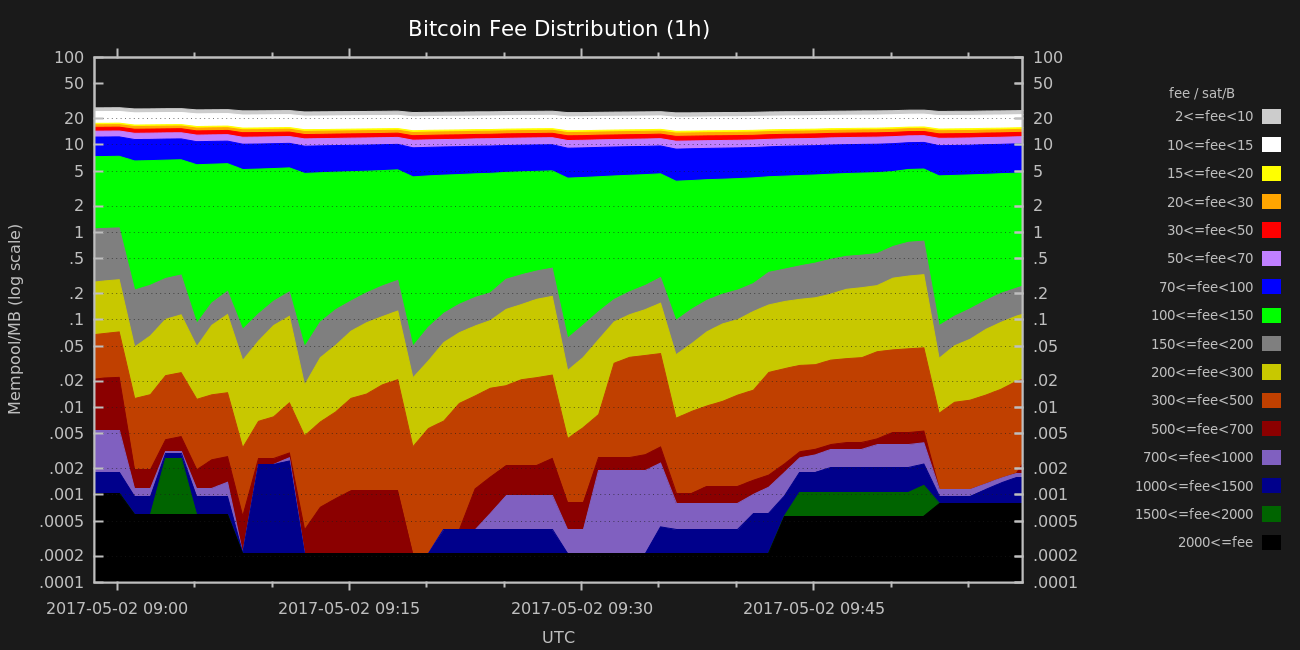 Bitcoin Fee Distribution (1h)
100 100
50 50
20 20
10 10
5 5
2 2
1 1
.5 .5
.2 .2
.1 .1
.05 .05
.02 .02
.01 .01
.005 .005
.002 .002
.001 .001
.0005 .0005
.0002 .0002
.0001 .0001
Mempool/MB (log scale)
2017-05-02 09:00 2017-05-02 09:15 2017-05-02 09:30 2017-05-02 09:45
UTC
fee / sat/B
2<=fee<10
10<=fee<15
15<=fee<20
20<=fee<30
30<=fee<50
50<=fee<70
70<=fee<100
100<=fee<150
150<=fee<200
200<=fee<300
300<=fee<500
500<=fee<700
700<=fee<1000
1000<=fee<1500
1500<=fee<2000
2000<=fee